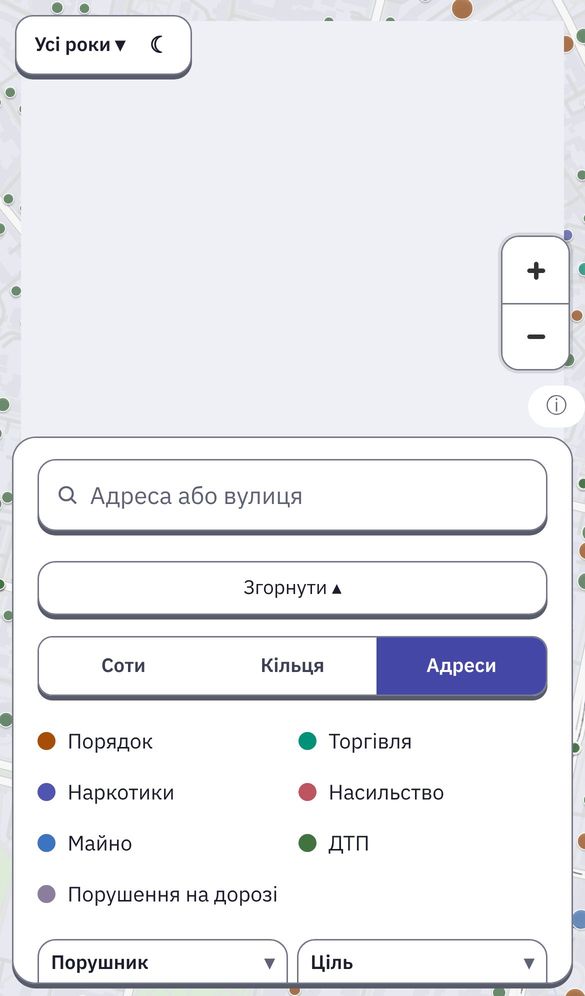 Усі роки ▾ ☾
+
−
ⓘ
Адреса або вулиця
Згорнути ▴
Соти Кільця Адреси
Порядок Торгівля
Наркотики Насильство
Майно ДТП
Порушення на дорозі
Порушник ▾ Ціль ▾